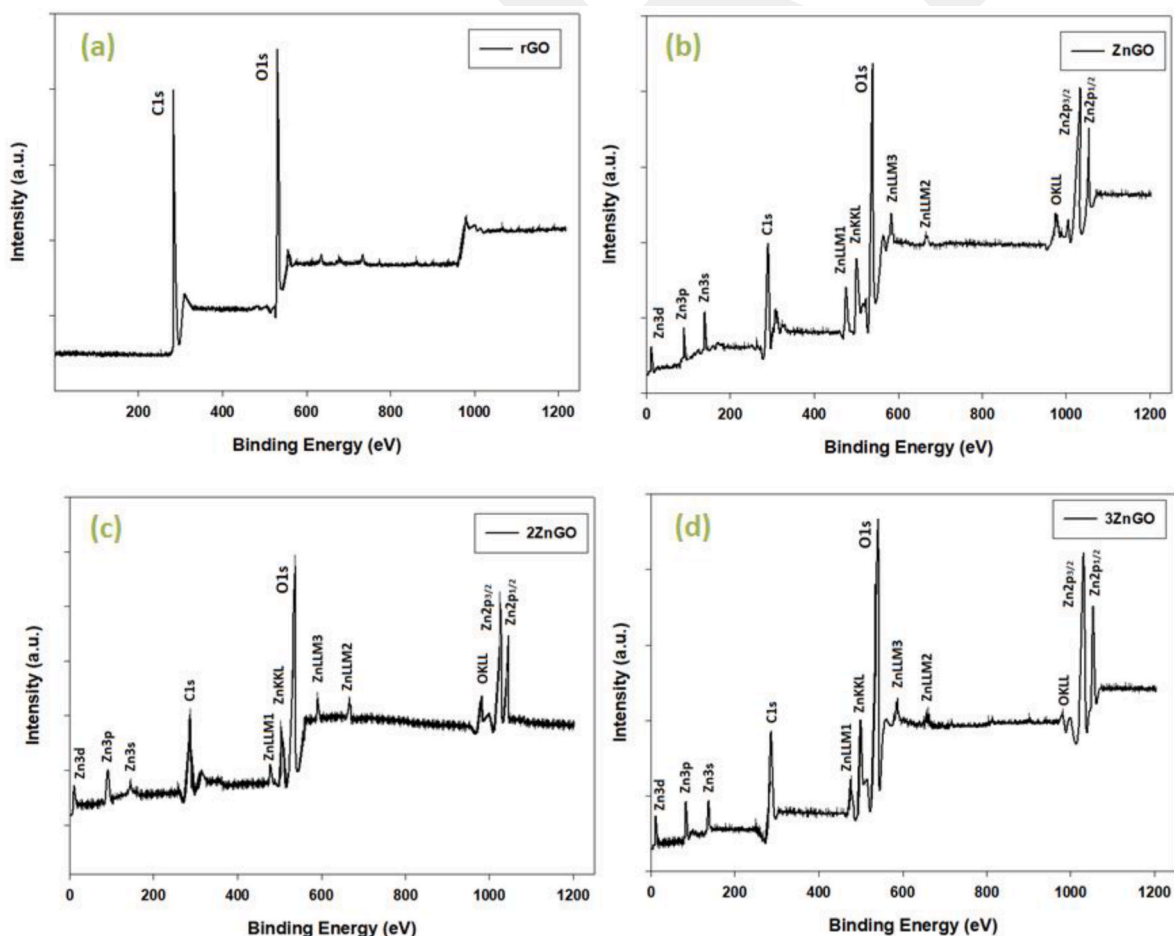 (a)
rGO
C1s
O1s
Intensity (a.u.)
200 400 600 800 1000 1200
Binding Energy (eV)
(b)
ZnGO
Zn3d
Zn3p
Zn3s
C1s
ZnLLM1
ZnKKL
O1s
ZnLLM3
ZnLLM2
OKLL
Zn2p3/2
Zn2p1/2
Intensity (a.u.)
0 200 400 600 800 1000 1200
Binding Energy (eV)
(c)
2ZnGO
Zn3d
Zn3p
Zn3s
C1s
ZnLLM1
ZnKKL
O1s
ZnLLM3
ZnLLM2
OKLL
Zn2p3/2
Zn2p1/2
Intensity (a.u.)
0 200 400 600 800 1000 1200
Binding Energy (eV)
(d)
3ZnGO
Zn3d
Zn3p
Zn3s
C1s
ZnLLM1
ZnKKL
O1s
ZnLLM3
ZnLLM2
OKLL
Zn2p3/2
Zn2p1/2
Intensity (a.u.)
0 200 400 600 800 1000 1200
Binding Energy (eV)